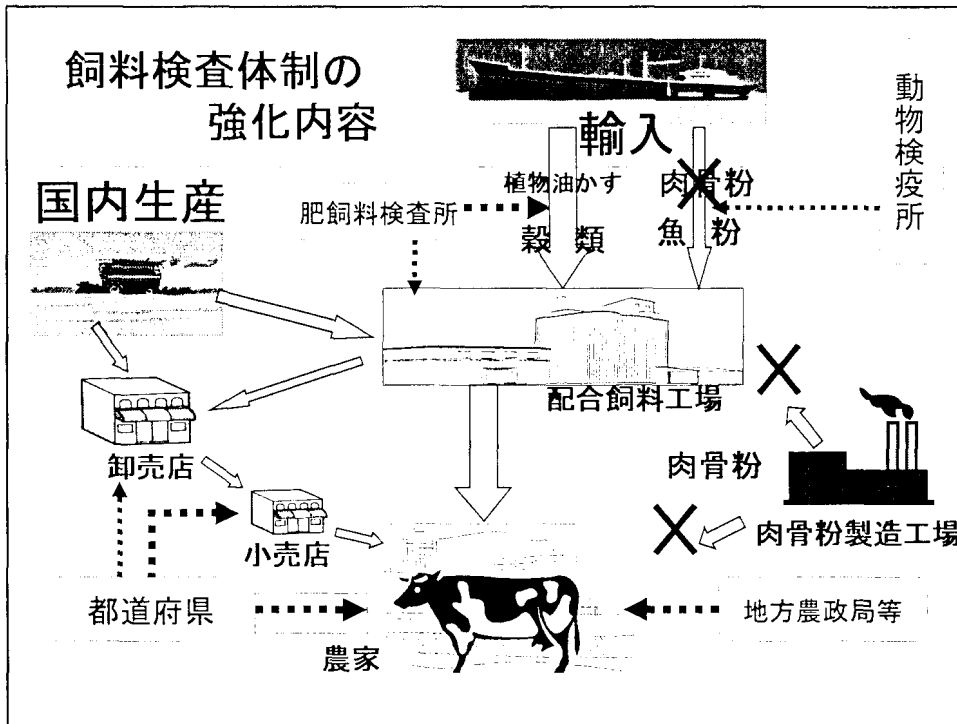 飼料検査体制の
強化内容
輸入
動物検疫所
国内生産
植物油かす
肉骨粉
肥飼料検査所
穀類
魚粉
配合飼料工場
卸売店
肉骨粉
小売店
肉骨粉製造工場
都道府県
地方農政局等
農家